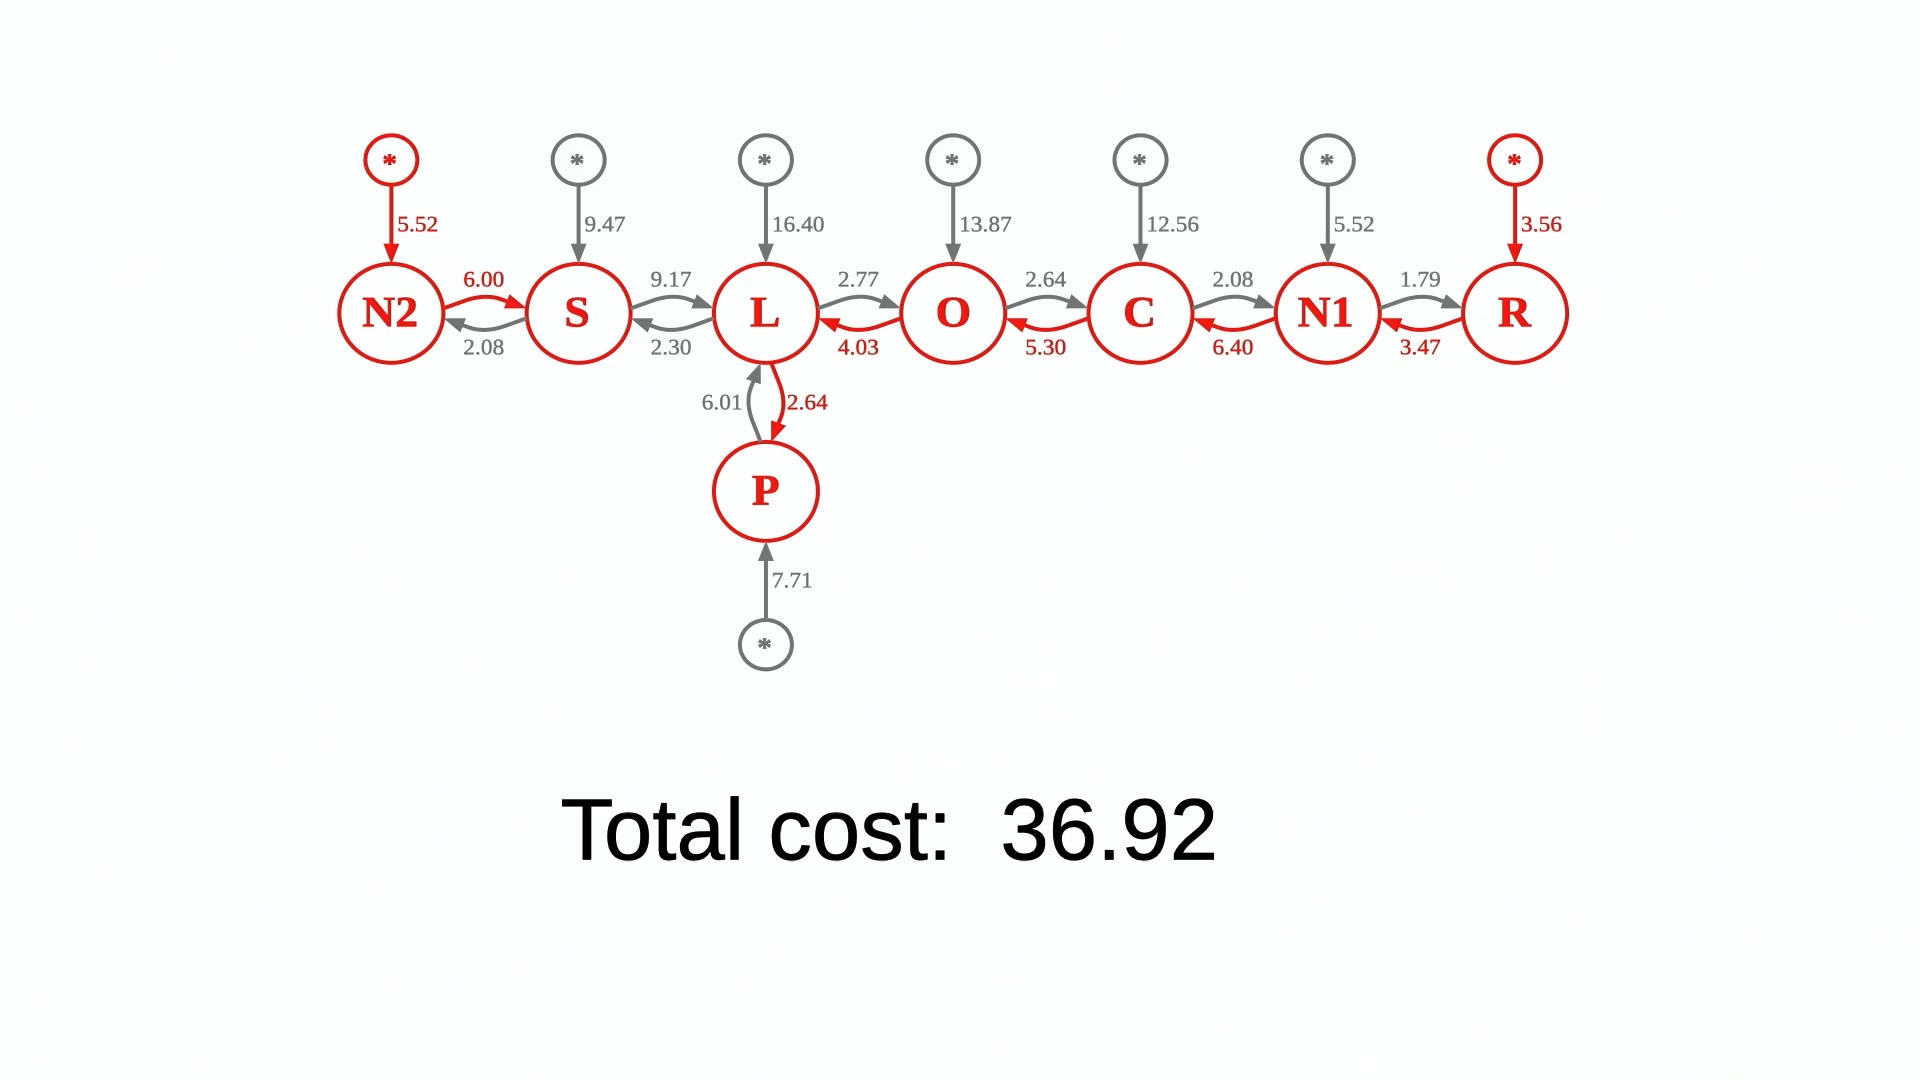 * * * * * * *
5.52 9.47 16.40 13.87 12.56 5.52 3.56
6.00 9.17 2.77 2.64 2.08 1.79
N2 S L O C N1 R
2.08 2.30 4.03 5.30 6.40 3.47
6.01 2.64
P
7.71
*
Total cost: 36.92